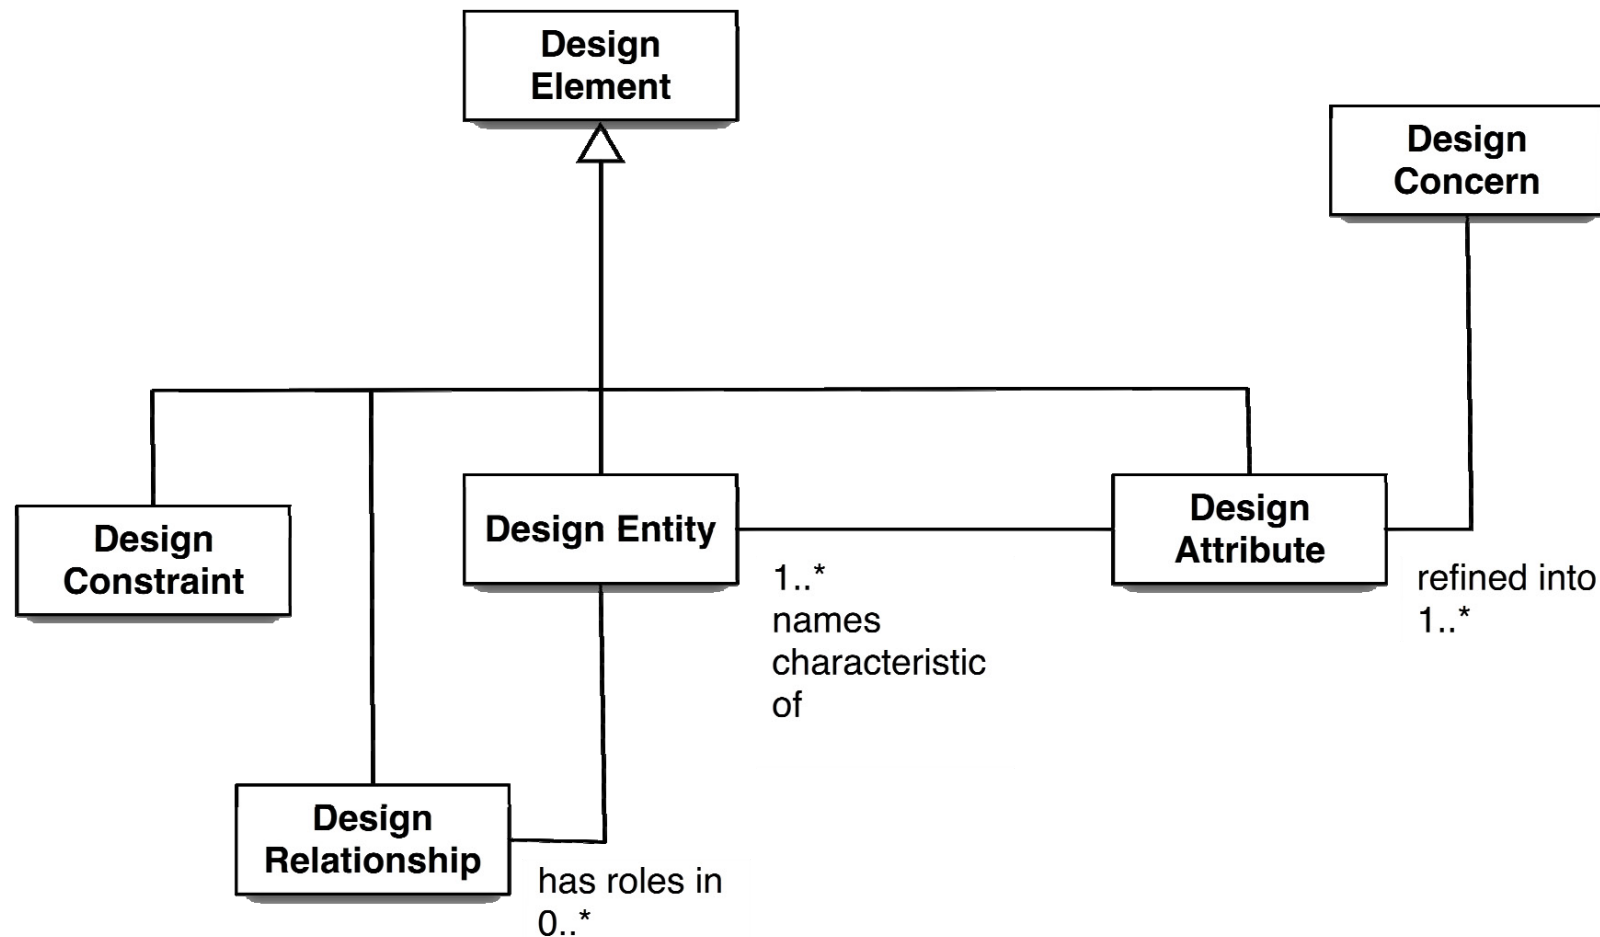 Design
Element
Design
Concern
Design
Constraint
Design Entity
Design
Attribute
1..*
names
characteristic
of
refined into
1..*
Design
Relationship
has roles in
0..*